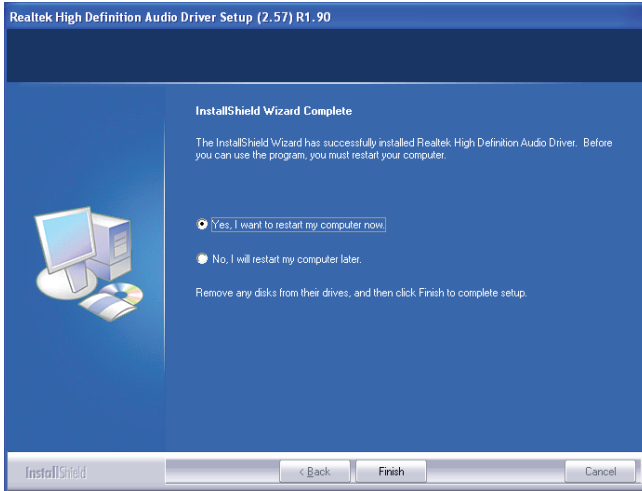 Realtek High Definition Audio Driver Setup (2.57) R1.90
InstallShield Wizard Complete
The InstallShield Wizard has successfully installed Realtek High Definition Audio Driver. Before
you can use the program, you must restart your computer.
Yes, I want to restart my computer now.
No, I will restart my computer later.
Remove any disks from their drives, and then click Finish to complete setup.
InstallShield
< Back
Finish
Cancel